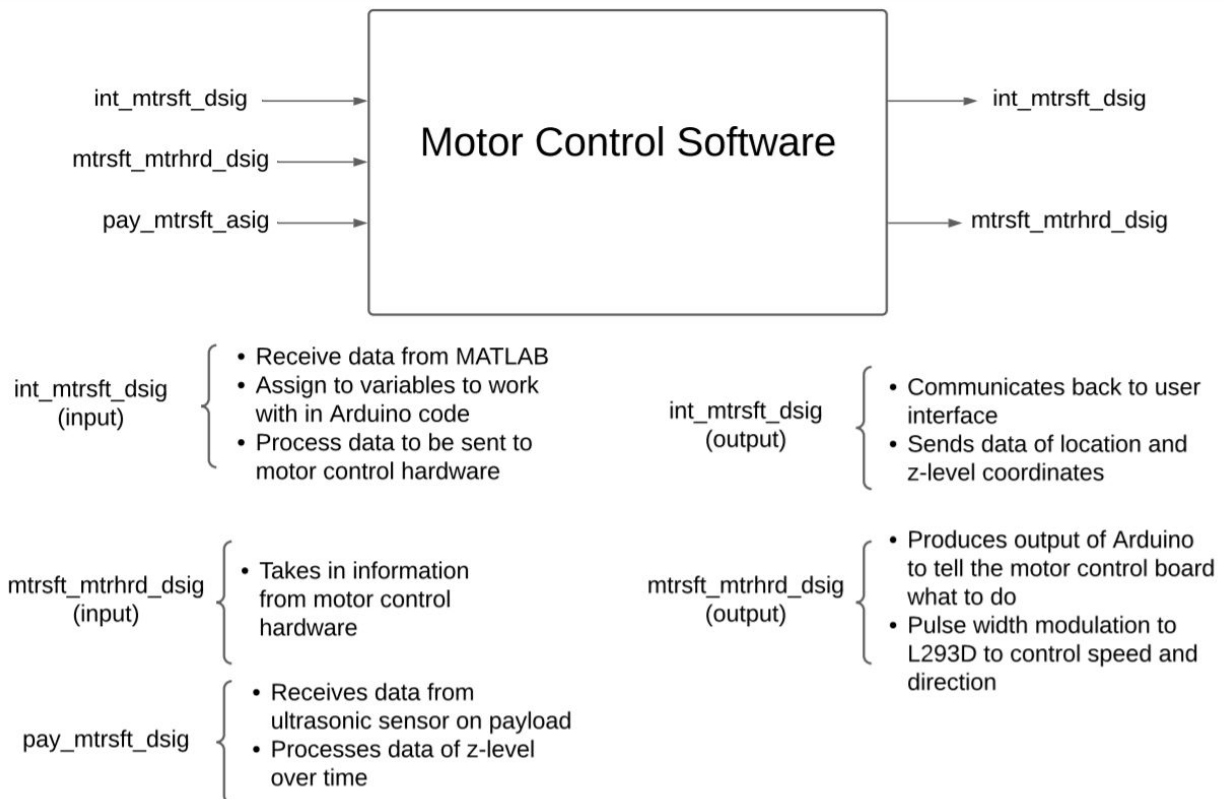 int_mtrsft_dsig
mtrsft_mtrhrd_dsig
pay_mtrsft_asig
Motor Control Software
int_mtrsft_dsig
mtrsft_mtrhrd_dsig
int_mtrsft_dsig
(input)
• Receive data from MATLAB
• Assign to variables to work
with in Arduino code
• Process data to be sent to
motor control hardware
int_mtrsft_dsig
(output)
• Communicates back to user
interface
• Sends data of location and
z-level coordinates
mtrsft_mtrhrd_dsig
(input)
• Takes in information
from motor control
hardware
mtrsft_mtrhrd_dsig
(output)
• Produces output of Arduino
to tell the motor control board
what to do
• Pulse width modulation to
L293D to control speed and
direction
pay_mtrsft_dsig
• Receives data from
ultrasonic sensor on payload
• Processes data of z-level
over time